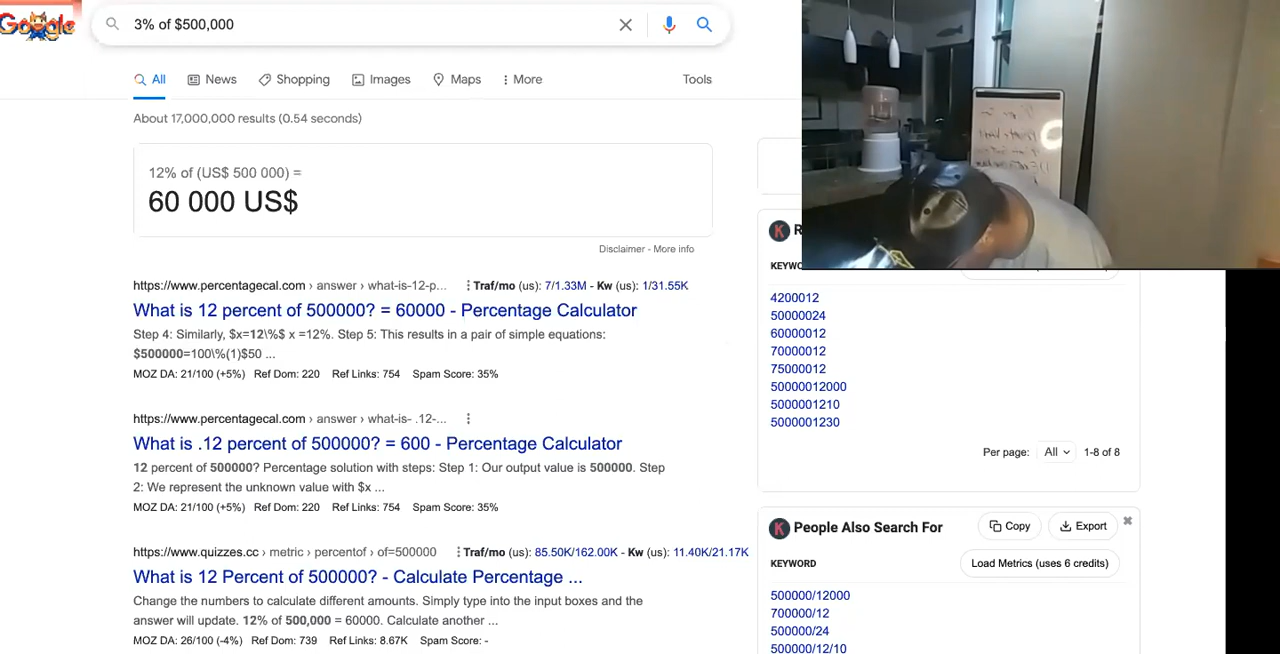 Google
3% of $500,000
All
News
Shopping
Images
Maps
More
Tools
About 17,000,000 results (0.54 seconds)
12% of (US$ 500 000) =
60 000 US$
Disclaimer - More info
https://www.percentagecal.com › answer › what-is-12-p... Traf/mo (us): 7/1.33M - Kw (us): 1/31.55K
What is 12 percent of 500000? = 60000 - Percentage Calculator
Step 4: Similarly, $x=12\%$ x =12%. Step 5: This results in a pair of simple equations:
$500000=100\%(1)$50 ...
MOZ DA: 21/100 (+5%) Ref Dom: 220 Ref Links: 754 Spam Score: 35%
https://www.percentagecal.com › answer › what-is- .12-...
What is .12 percent of 500000? = 600 - Percentage Calculator
12 percent of 500000? Percentage solution with steps: Step 1: Our output value is 500000. Step
2: We represent the unknown value with $x ...
MOZ DA: 21/100 (+5%) Ref Dom: 220 Ref Links: 754 Spam Score: 35%
https://www.quizzes.cc › metric › percentof › of=500000 Traf/mo (us): 85.50K/162.00K - Kw (us): 11.40K/21.17K
What is 12 Percent of 500000? - Calculate Percentage ...
Change the numbers to calculate different amounts. Simply type into the input boxes and the
answer will update. 12% of 500,000 = 60000. Calculate another ...
MOZ DA: 26/100 (-4%) Ref Dom: 739 Ref Links: 8.67K Spam Score: -
K R
KEYWO
4200012
50000024
60000012
70000012
75000012
50000012000
5000001210
5000001230
Per page: All 1-8 of 8
K People Also Search For
Copy
Export
KEYWORD
Load Metrics (uses 6 credits)
500000/12000
700000/12
500000/24
500000/12/10